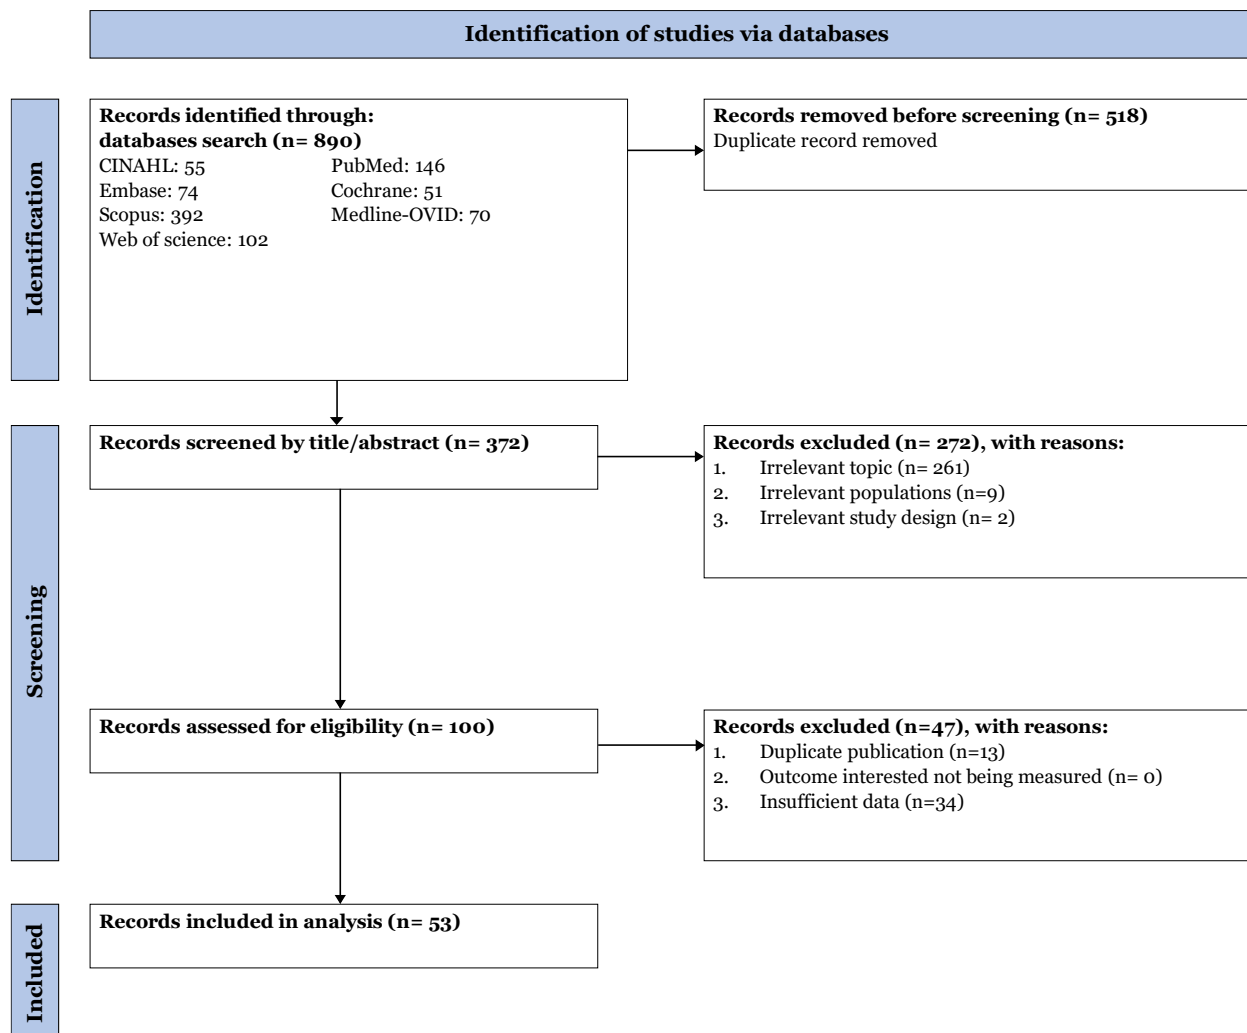 Identification of studies via databases
Identification
Records identified through:
databases search (n= 890)
CINAHL: 55 PubMed: 146
Embase: 74 Cochrane: 51
Scopus: 392 Medline-OVID: 70
Web of science: 102
Records removed before screening (n= 518)
Duplicate record removed
Screening
Records screened by title/abstract (n= 372)
Records excluded (n= 272), with reasons:
1. Irrelevant topic (n= 261)
2. Irrelevant populations (n=9)
3. Irrelevant study design (n= 2)
Records assessed for eligibility (n= 100)
Records excluded (n=47), with reasons:
1. Duplicate publication (n=13)
2. Outcome interested not being measured (n= 0)
3. Insufficient data (n=34)
Included
Records included in analysis (n= 53)